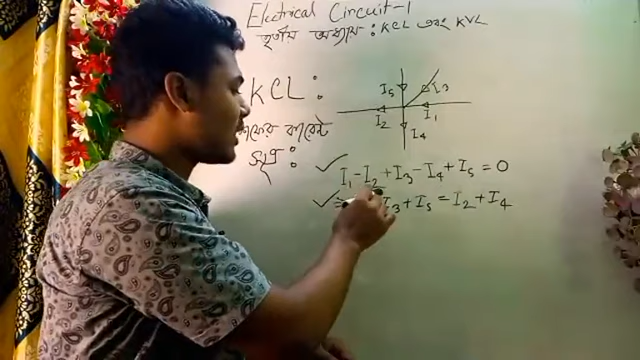 Electrical Circuit-1
তৃতীয় অধ্যায় : KCL এবং KVL
KCL :
কারেন্ট
সূত্র :
I5 I3
I2 I1
I4
✓ I1 - I2 + I3 - I4 + I5 = 0
✓ I3 + I5 = I2 + I4